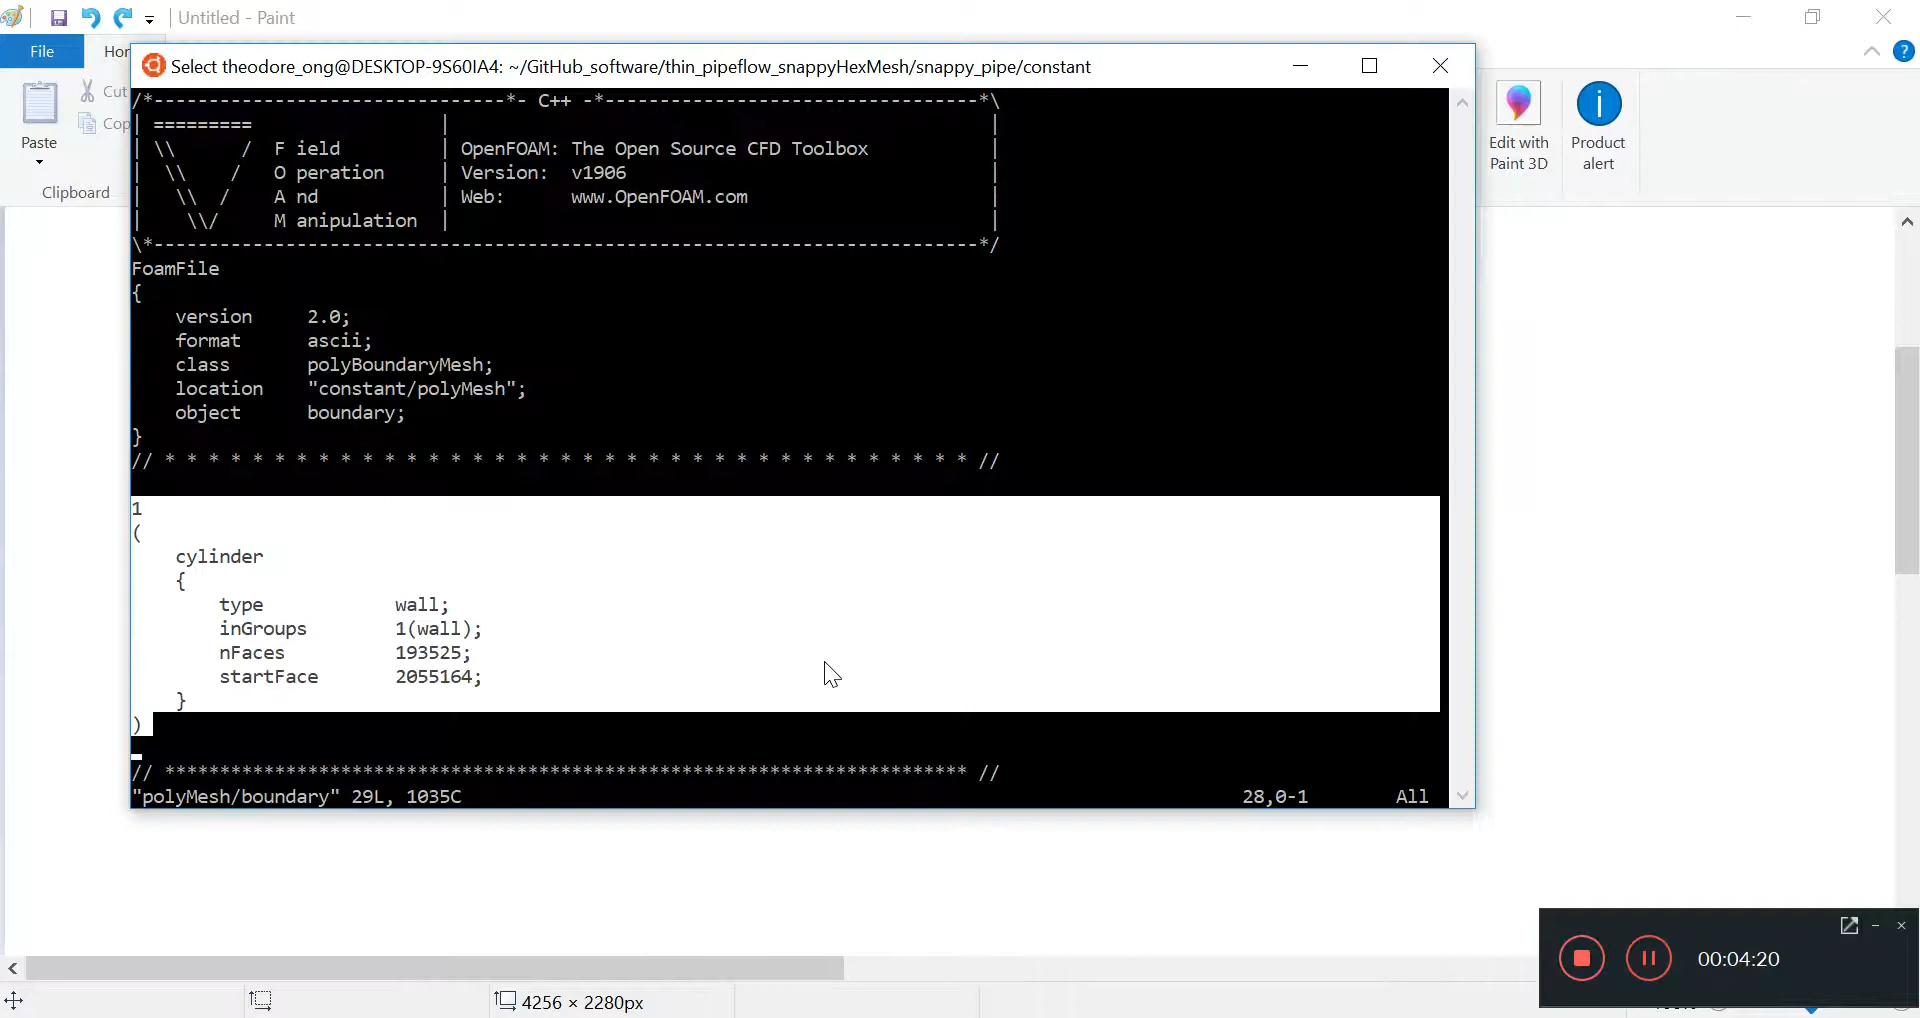 Untitled - Paint
File
Hor
Select theodore_ong@DESKTOP-9S60IA4: ~/GitHub_software/thin_pipeflow_snappyHexMesh/snappy_pipe/constant
Paste
Cut
Cop
Clipboard
Edit with
Paint 3D
Product
alert
/*--------------------------------*- C++ -*----------------------------------*\
| =========                 |                                                 |
| \\      /  F ield         | OpenFOAM: The Open Source CFD Toolbox           |
|  \\    /   O peration     | Version:  v1906                                 |
|   \\  /    A nd           | Web:      www.OpenFOAM.com                      |
|    \\/     M anipulation  |                                                 |
\*---------------------------------------------------------------------------*/
FoamFile
{
    version     2.0;
    format      ascii;
    class       polyBoundaryMesh;
    location    "constant/polyMesh";
    object      boundary;
}
// * * * * * * * * * * * * * * * * * * * * * * * * * * * * * * * * * * * * * //
1
(
    cylinder
    {
        type            wall;
        inGroups        1(wall);
        nFaces          193525;
        startFace       2055164;
    }
)
// ************************************************************************* //
"polyMesh/boundary" 29L, 1035C 28,0-1 All
00:04:20
4256 × 2280px